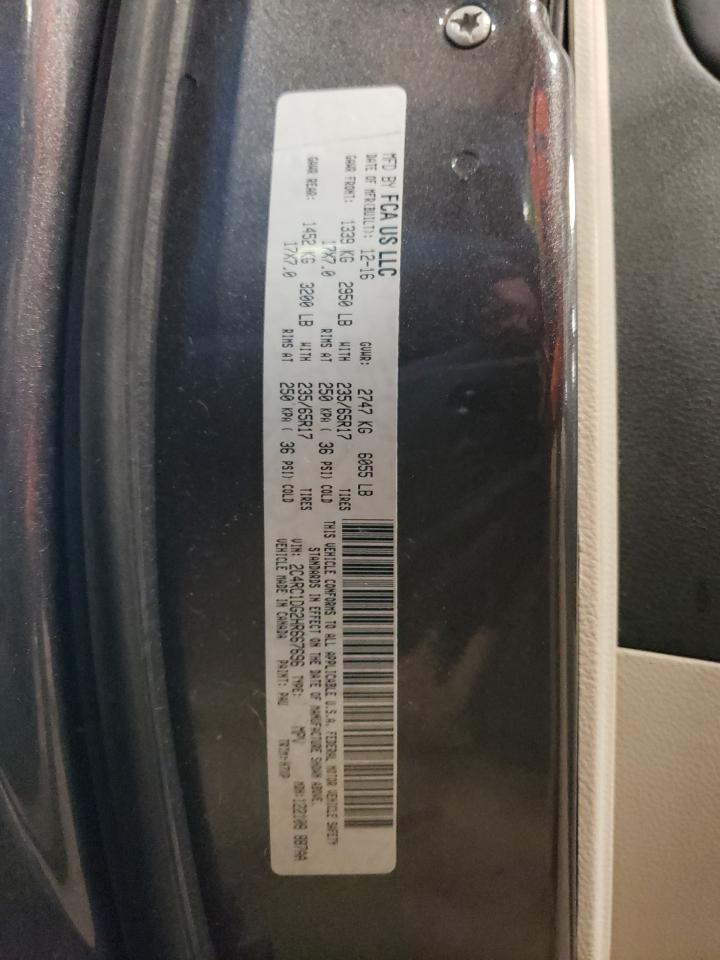 MFD BY FCA US LLC
DATE OF MFR(BUILT): 12-16 GVWR: 2747 KG 6055 LB
GAWR FRONT: 1339 KG 2950 LB WITH 235/65R17 TIRES
17X7.0 RIMS AT 250 KPA ( 36 PSI) COLD
GAWR REAR: 1452 KG 3200 LB WITH 235/65R17 TIRES
17X7.0 RIMS AT 250 KPA ( 36 PSI) COLD
THIS VEHICLE CONFORMS TO ALL APPLICABLE U.S.A. FEDERAL MOTOR VEHICLE SAFETY
STANDARDS IN EFFECT ON THE DATE OF MANUFACTURE SHOWN ABOVE.
VIN: 2C4RC1DG2HR667696 TYPE: MPV MDH:122109
VEHICLE MADE IN CANADA PAINT: PAU